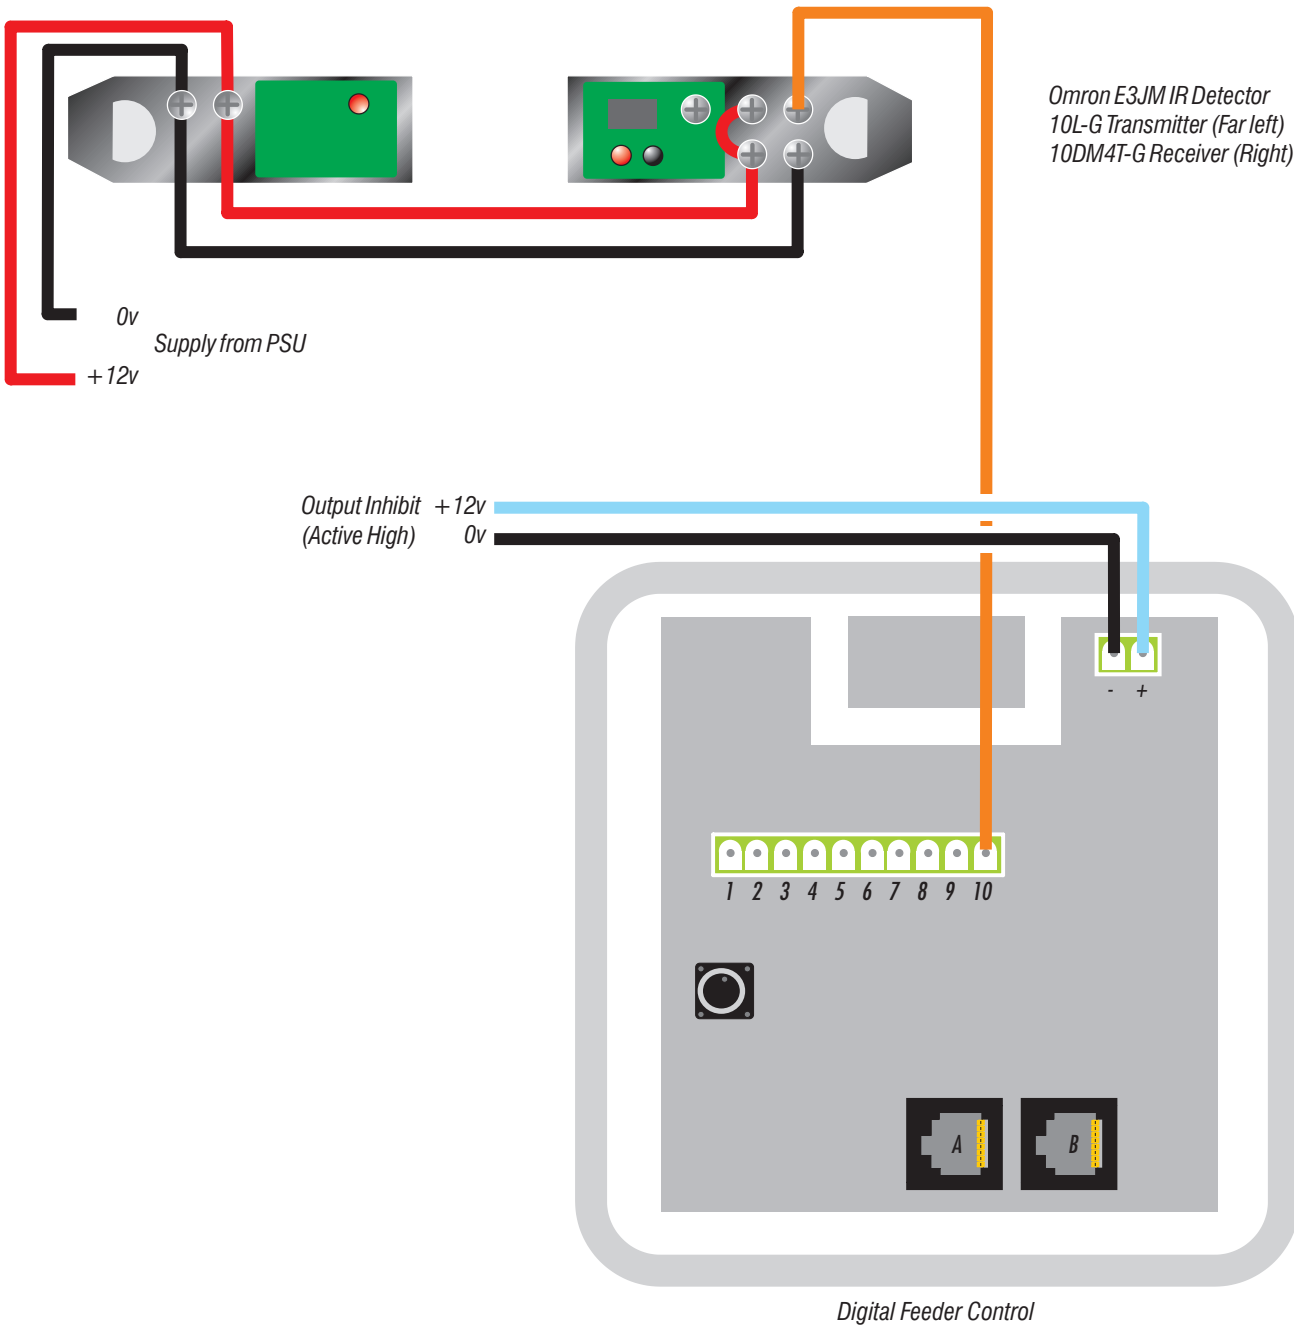 Omron E3JM IR Detector
10L-G Transmitter (Far left)
10DM4T-G Receiver (Right)
0v
Supply from PSU
+12v
Output Inhibit +12v
(Active High) 0v
- +
1 2 3 4 5 6 7 8 9 10
A B
Digital Feeder Control